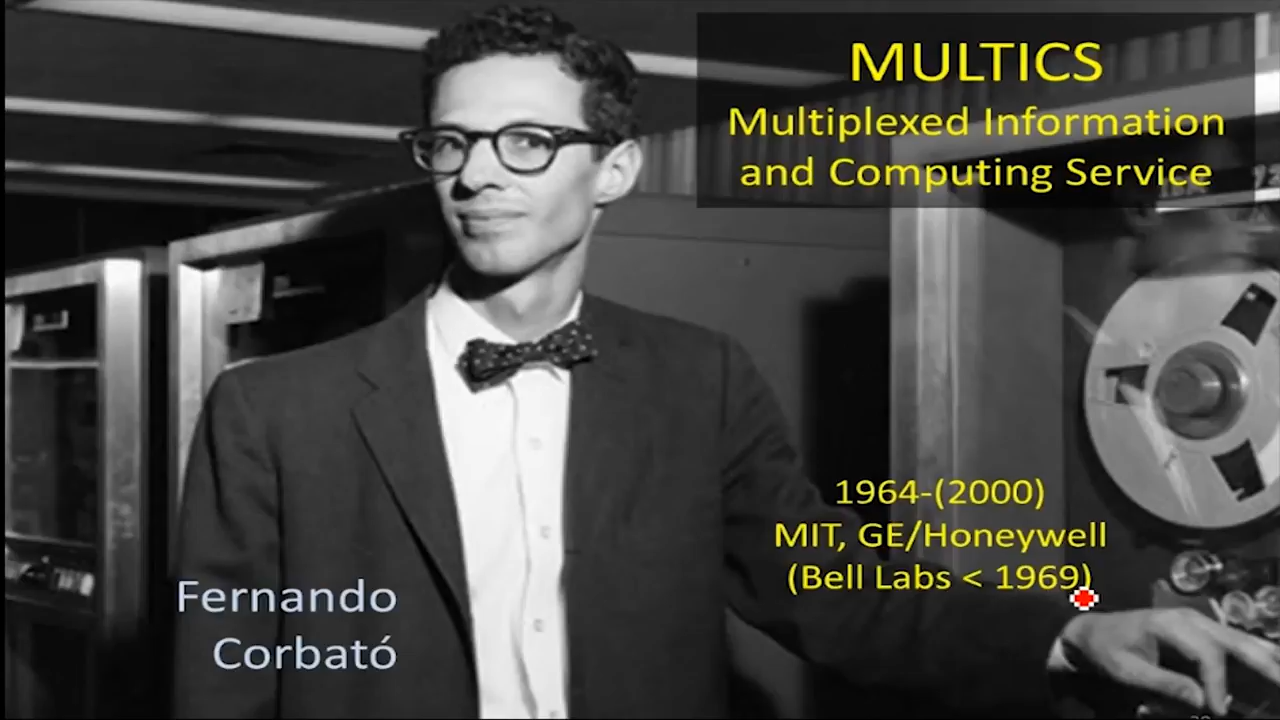 MULTICS
Multiplexed Information
and Computing Service
1964-(2000)
MIT, GE/Honeywell
(Bell Labs < 1969)
Fernando
Corbató